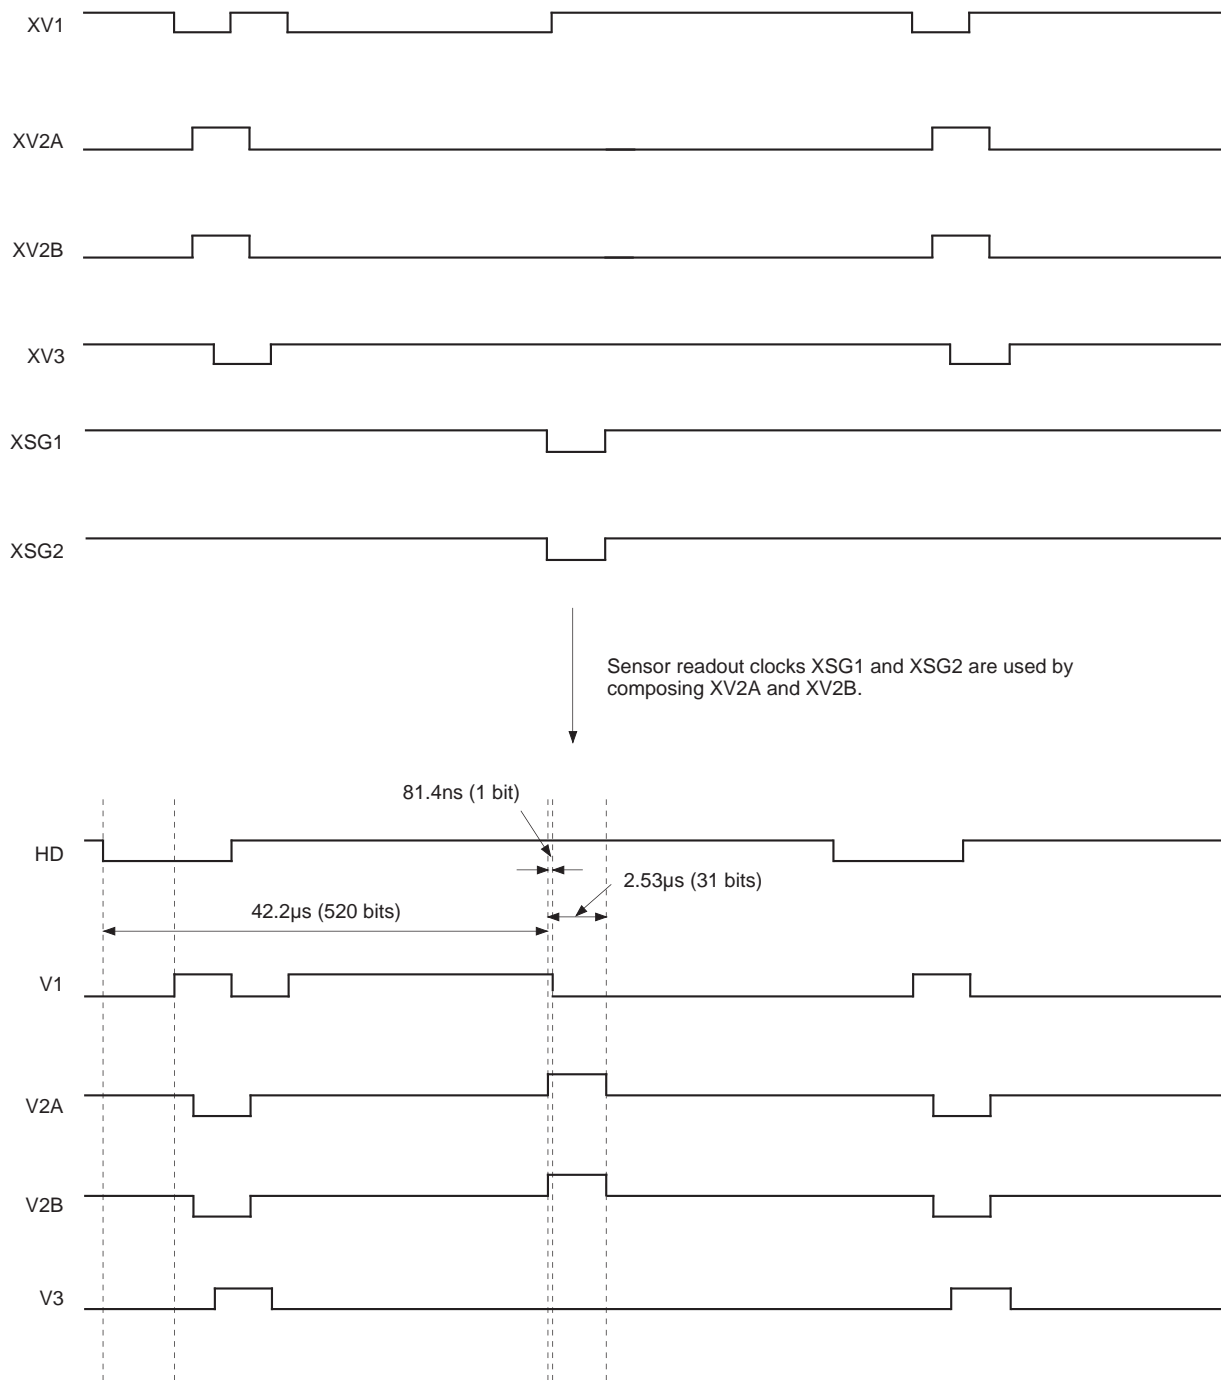 XV1
XV2A
XV2B
XV3
XSG1
XSG2
Sensor readout clocks XSG1 and XSG2 are used by
composing XV2A and XV2B.
81.4ns (1 bit)
HD
2.53μs (31 bits)
42.2μs (520 bits)
V1
V2A
V2B
V3